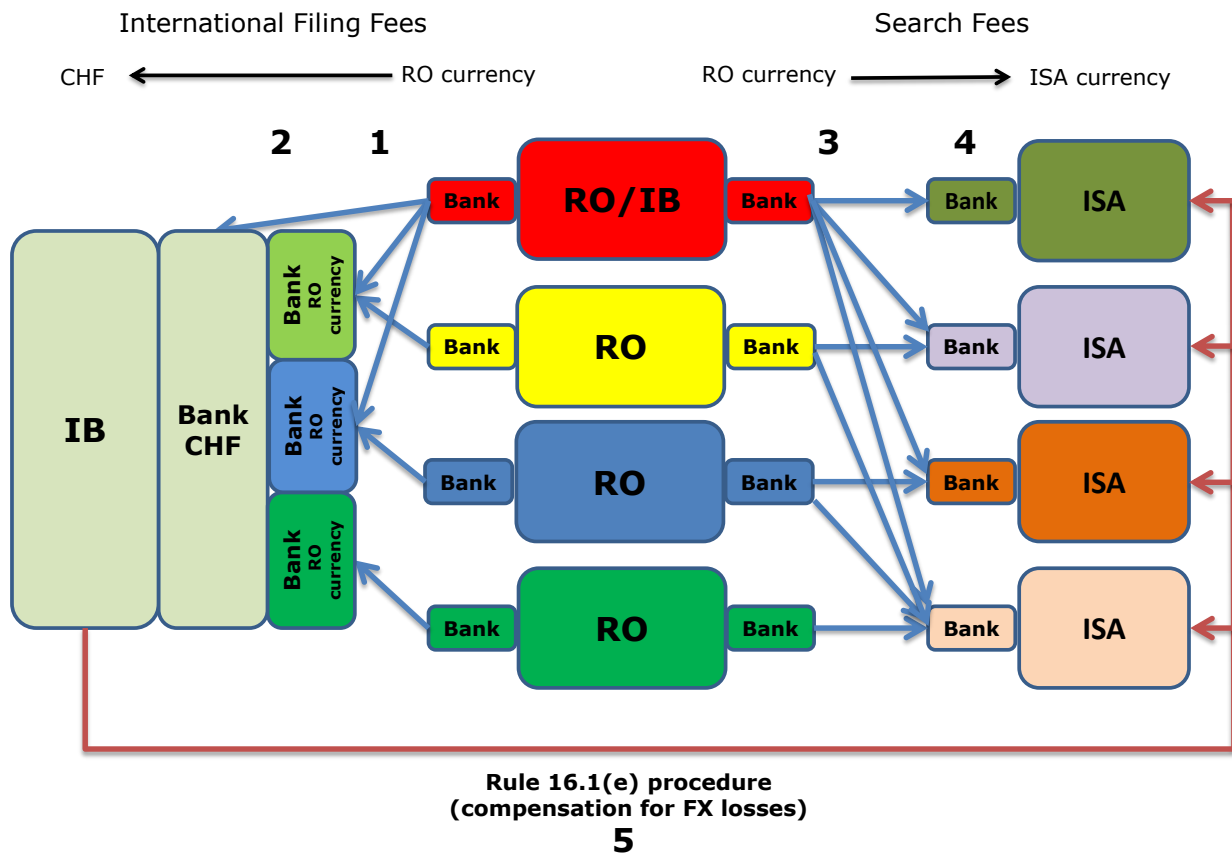 International Filing Fees
Search Fees
CHF
RO currency
RO currency
ISA currency
2
1
3
4
Bank
RO/IB
Bank
Bank
ISA
IB
Bank
CHF
Bank
RO
currency
Bank
RO
currency
Bank
RO
currency
Bank
RO
Bank
Bank
ISA
Bank
RO
Bank
Bank
ISA
Bank
RO
Bank
Bank
ISA
Rule 16.1(e) procedure
(compensation for FX losses)
5